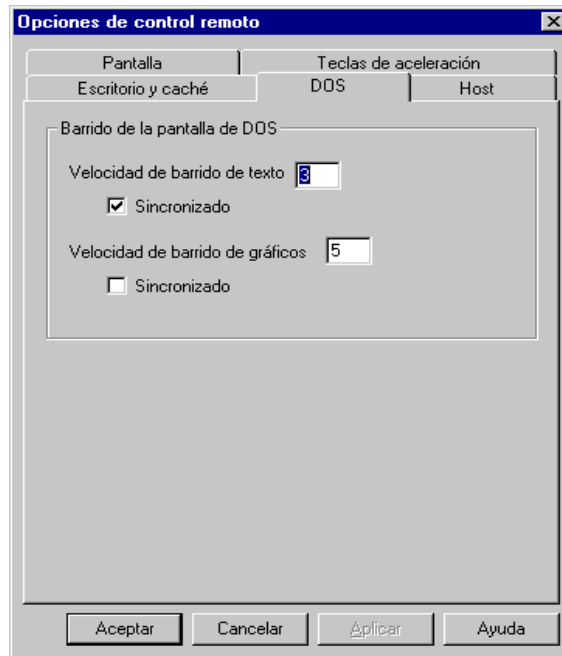 Opciones de control remoto
Pantalla Teclas de aceleración
Escritorio y caché DOS Host
Barrido de la pantalla de DOS
Velocidad de barrido de texto 3
Sincronizado
Velocidad de barrido de gráficos 5
Sincronizado
Aceptar Cancelar Aplicar Ayuda